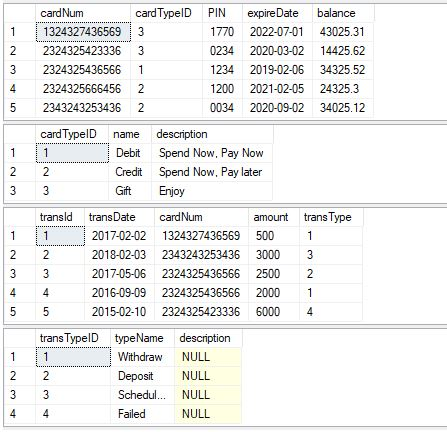 cardNum cardTypeID PIN expireDate balance
1 1324327436569 3 1770 2022-07-01 43025.31
2 2324325423336 3 0234 2020-03-02 14425.62
3 2324325436566 1 1234 2019-02-06 34325.52
4 2324325666456 2 1200 2021-02-05 24325.3
5 2343243253436 2 0034 2020-09-02 34025.12
cardTypeID name description
1 1 Debit Spend Now, Pay Now
2 2 Credit Spend Now, Pay later
3 3 Gift Enjoy
transId transDate cardNum amount transType
1 1 2017-02-02 1324327436569 500 1
2 2 2018-02-03 2343243253436 3000 3
3 3 2017-05-06 2324325436566 2500 2
4 4 2016-09-09 2324325436566 2000 1
5 5 2015-02-10 2324325423336 6000 4
transTypeID typeName description
1 1 Withdraw NULL
2 2 Deposit NULL
3 3 Schedul... NULL
4 4 Failed NULL